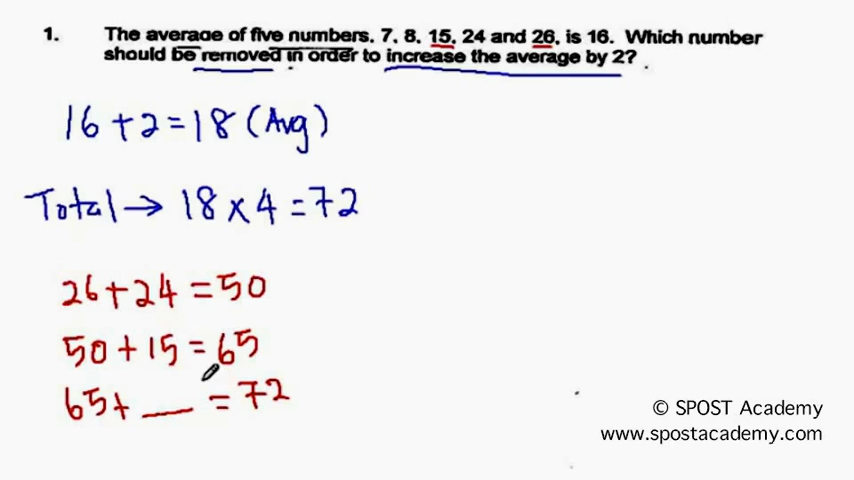 1. The average of five numbers, 7, 8, 15, 24 and 26, is 16. Which number
should be removed in order to increase the average by 2?
16 + 2 = 18 (Avg)
Total → 18 x 4 = 72
26 + 24 = 50
50 + 15 = 65
65 + __ = 72
© SPOST Academy
www.spostacademy.com